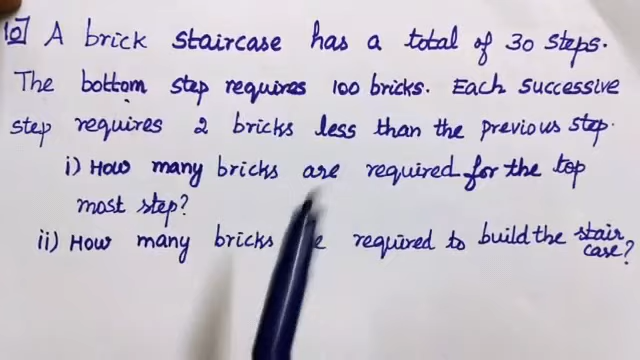 10] A brick staircase has a total of 30 steps.
The bottom step requires 100 bricks. Each successive
step requires 2 bricks less than the previous step.
i) How many bricks are required for the top
most step?
ii) How many bricks required to build the stair
case?